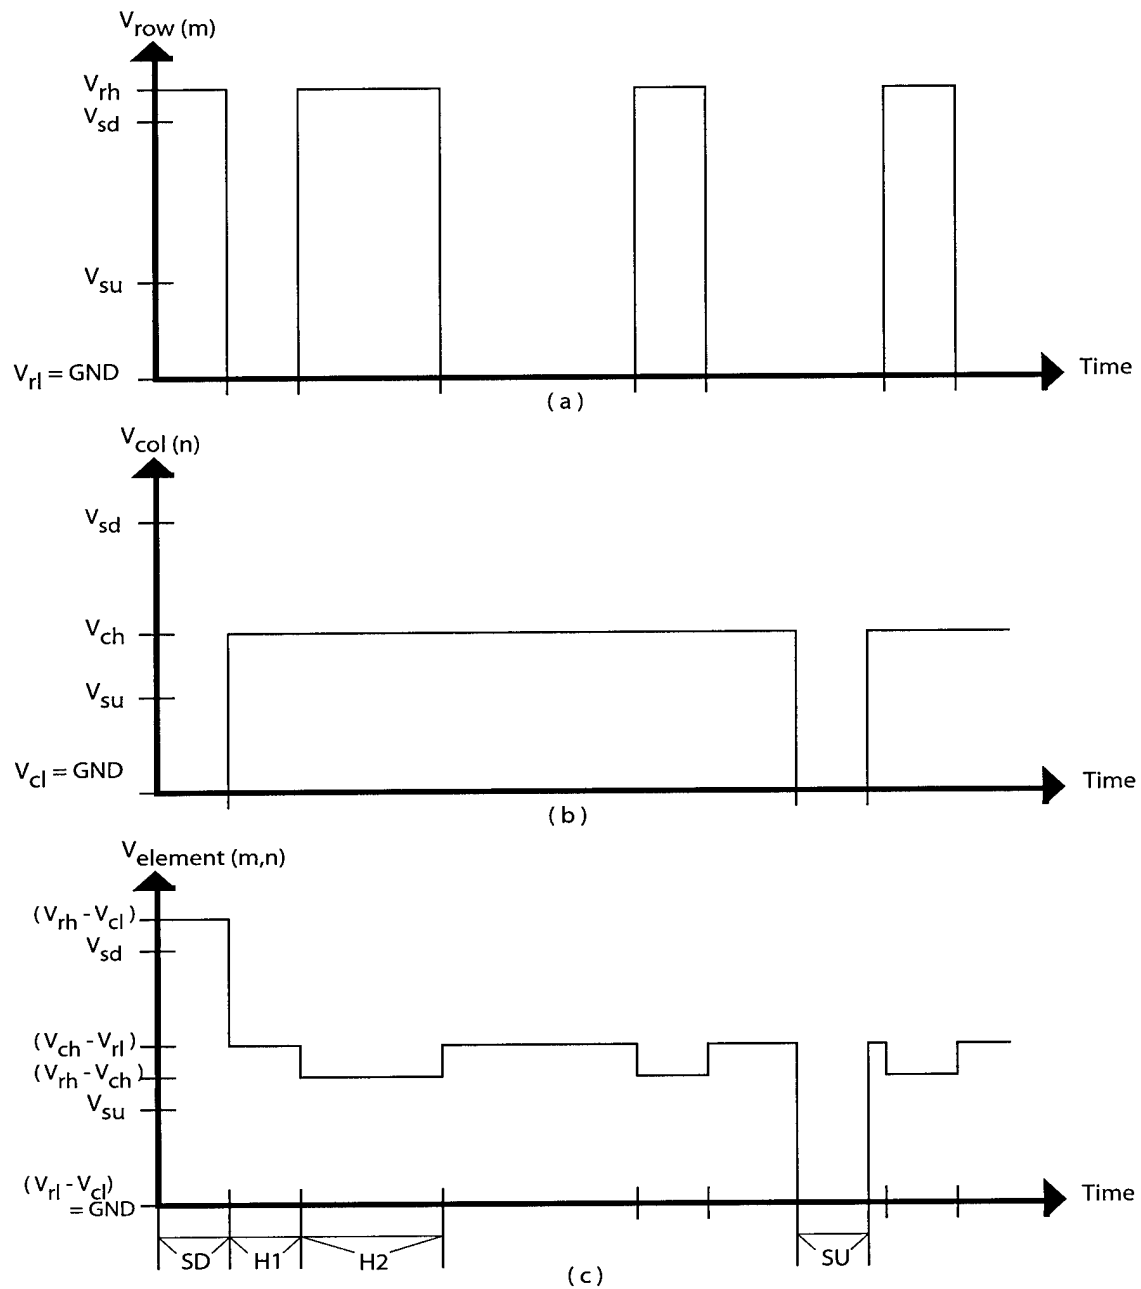 Vrow (m)
Vrh
Vsd
Vsu
Vrl = GND
Time
( a )
Vcol (n)
Vsd
Vch
Vsu
Vcl = GND
Time
( b )
Velement (m,n)
(Vrh - Vcl)
Vsd
(Vch - Vrl)
(Vrh - Vch)
Vsu
(Vrl - Vcl)
= GND
Time
SD H1 H2 SU
( c )